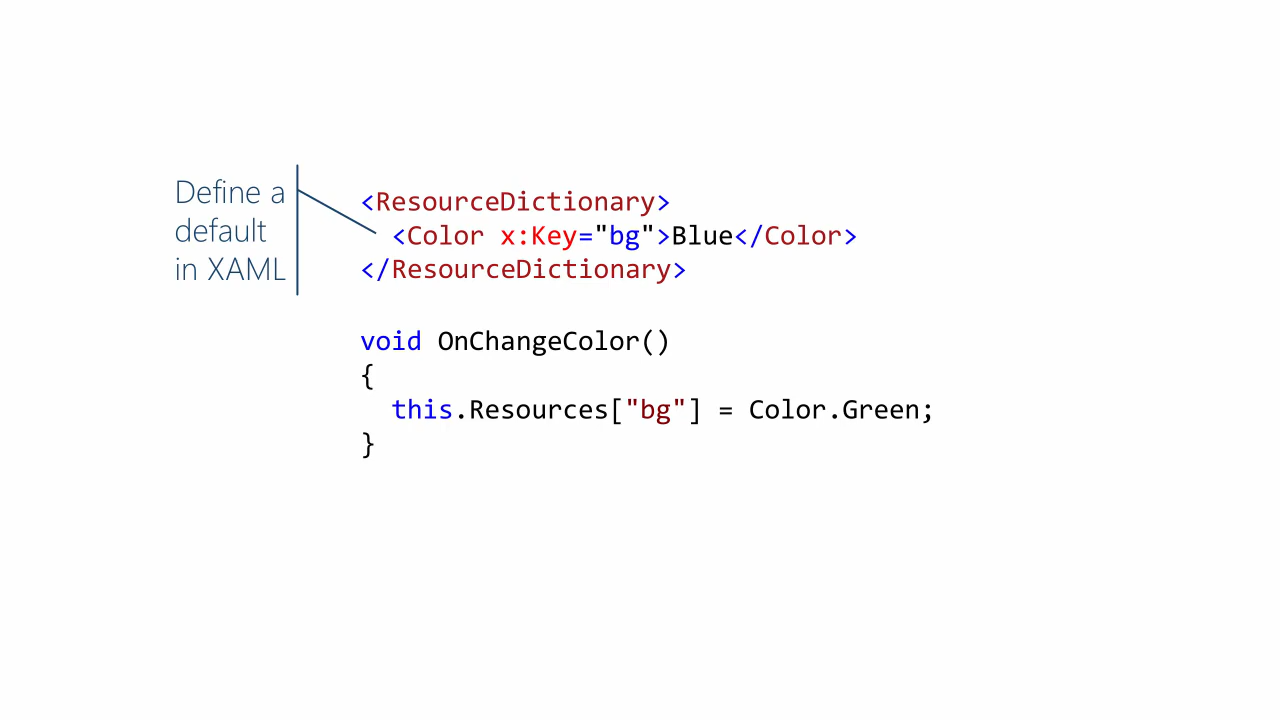 Define a
default
in XAML
<ResourceDictionary>
  <Color x:Key="bg">Blue</Color>
</ResourceDictionary>
void OnChangeColor()
{
  this.Resources["bg"] = Color.Green;
}